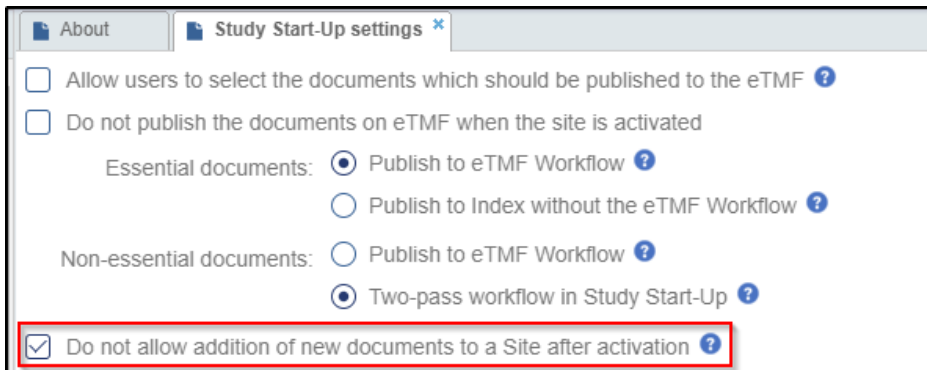 About
Study Start-Up settings
Allow users to select the documents which should be published to the eTMF ?
Do not publish the documents on eTMF when the site is activated
Essential documents: Publish to eTMF Workflow ?
Publish to Index without the eTMF Workflow ?
Non-essential documents: Publish to eTMF Workflow ?
Two-pass workflow in Study Start-Up ?
Do not allow addition of new documents to a Site after activation ?